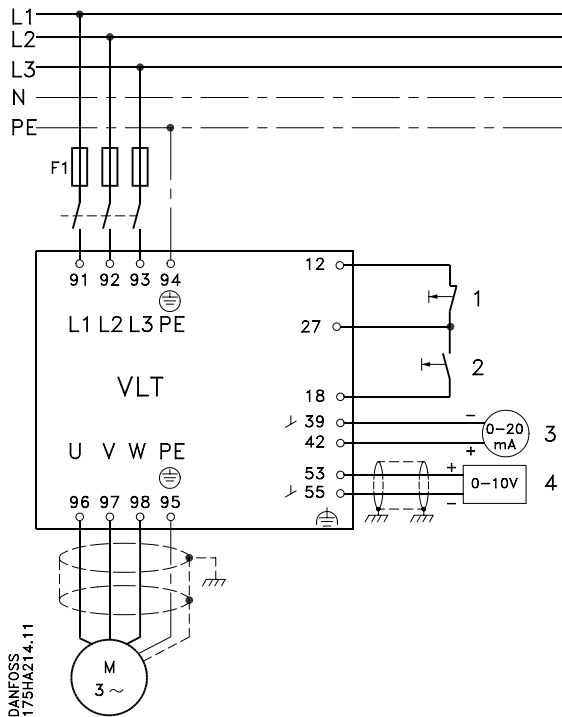 L1
L2
L3
N
PE
F1
91 92 93 94
L1 L2 L3 PE
VLT
U V W PE
96 97 98 95
12
27
18
39
42
53
55
1
2
−
0-20
mA
+
3
+
0-10V
−
4
M
3 ~
DANFOSS
175HA214.11